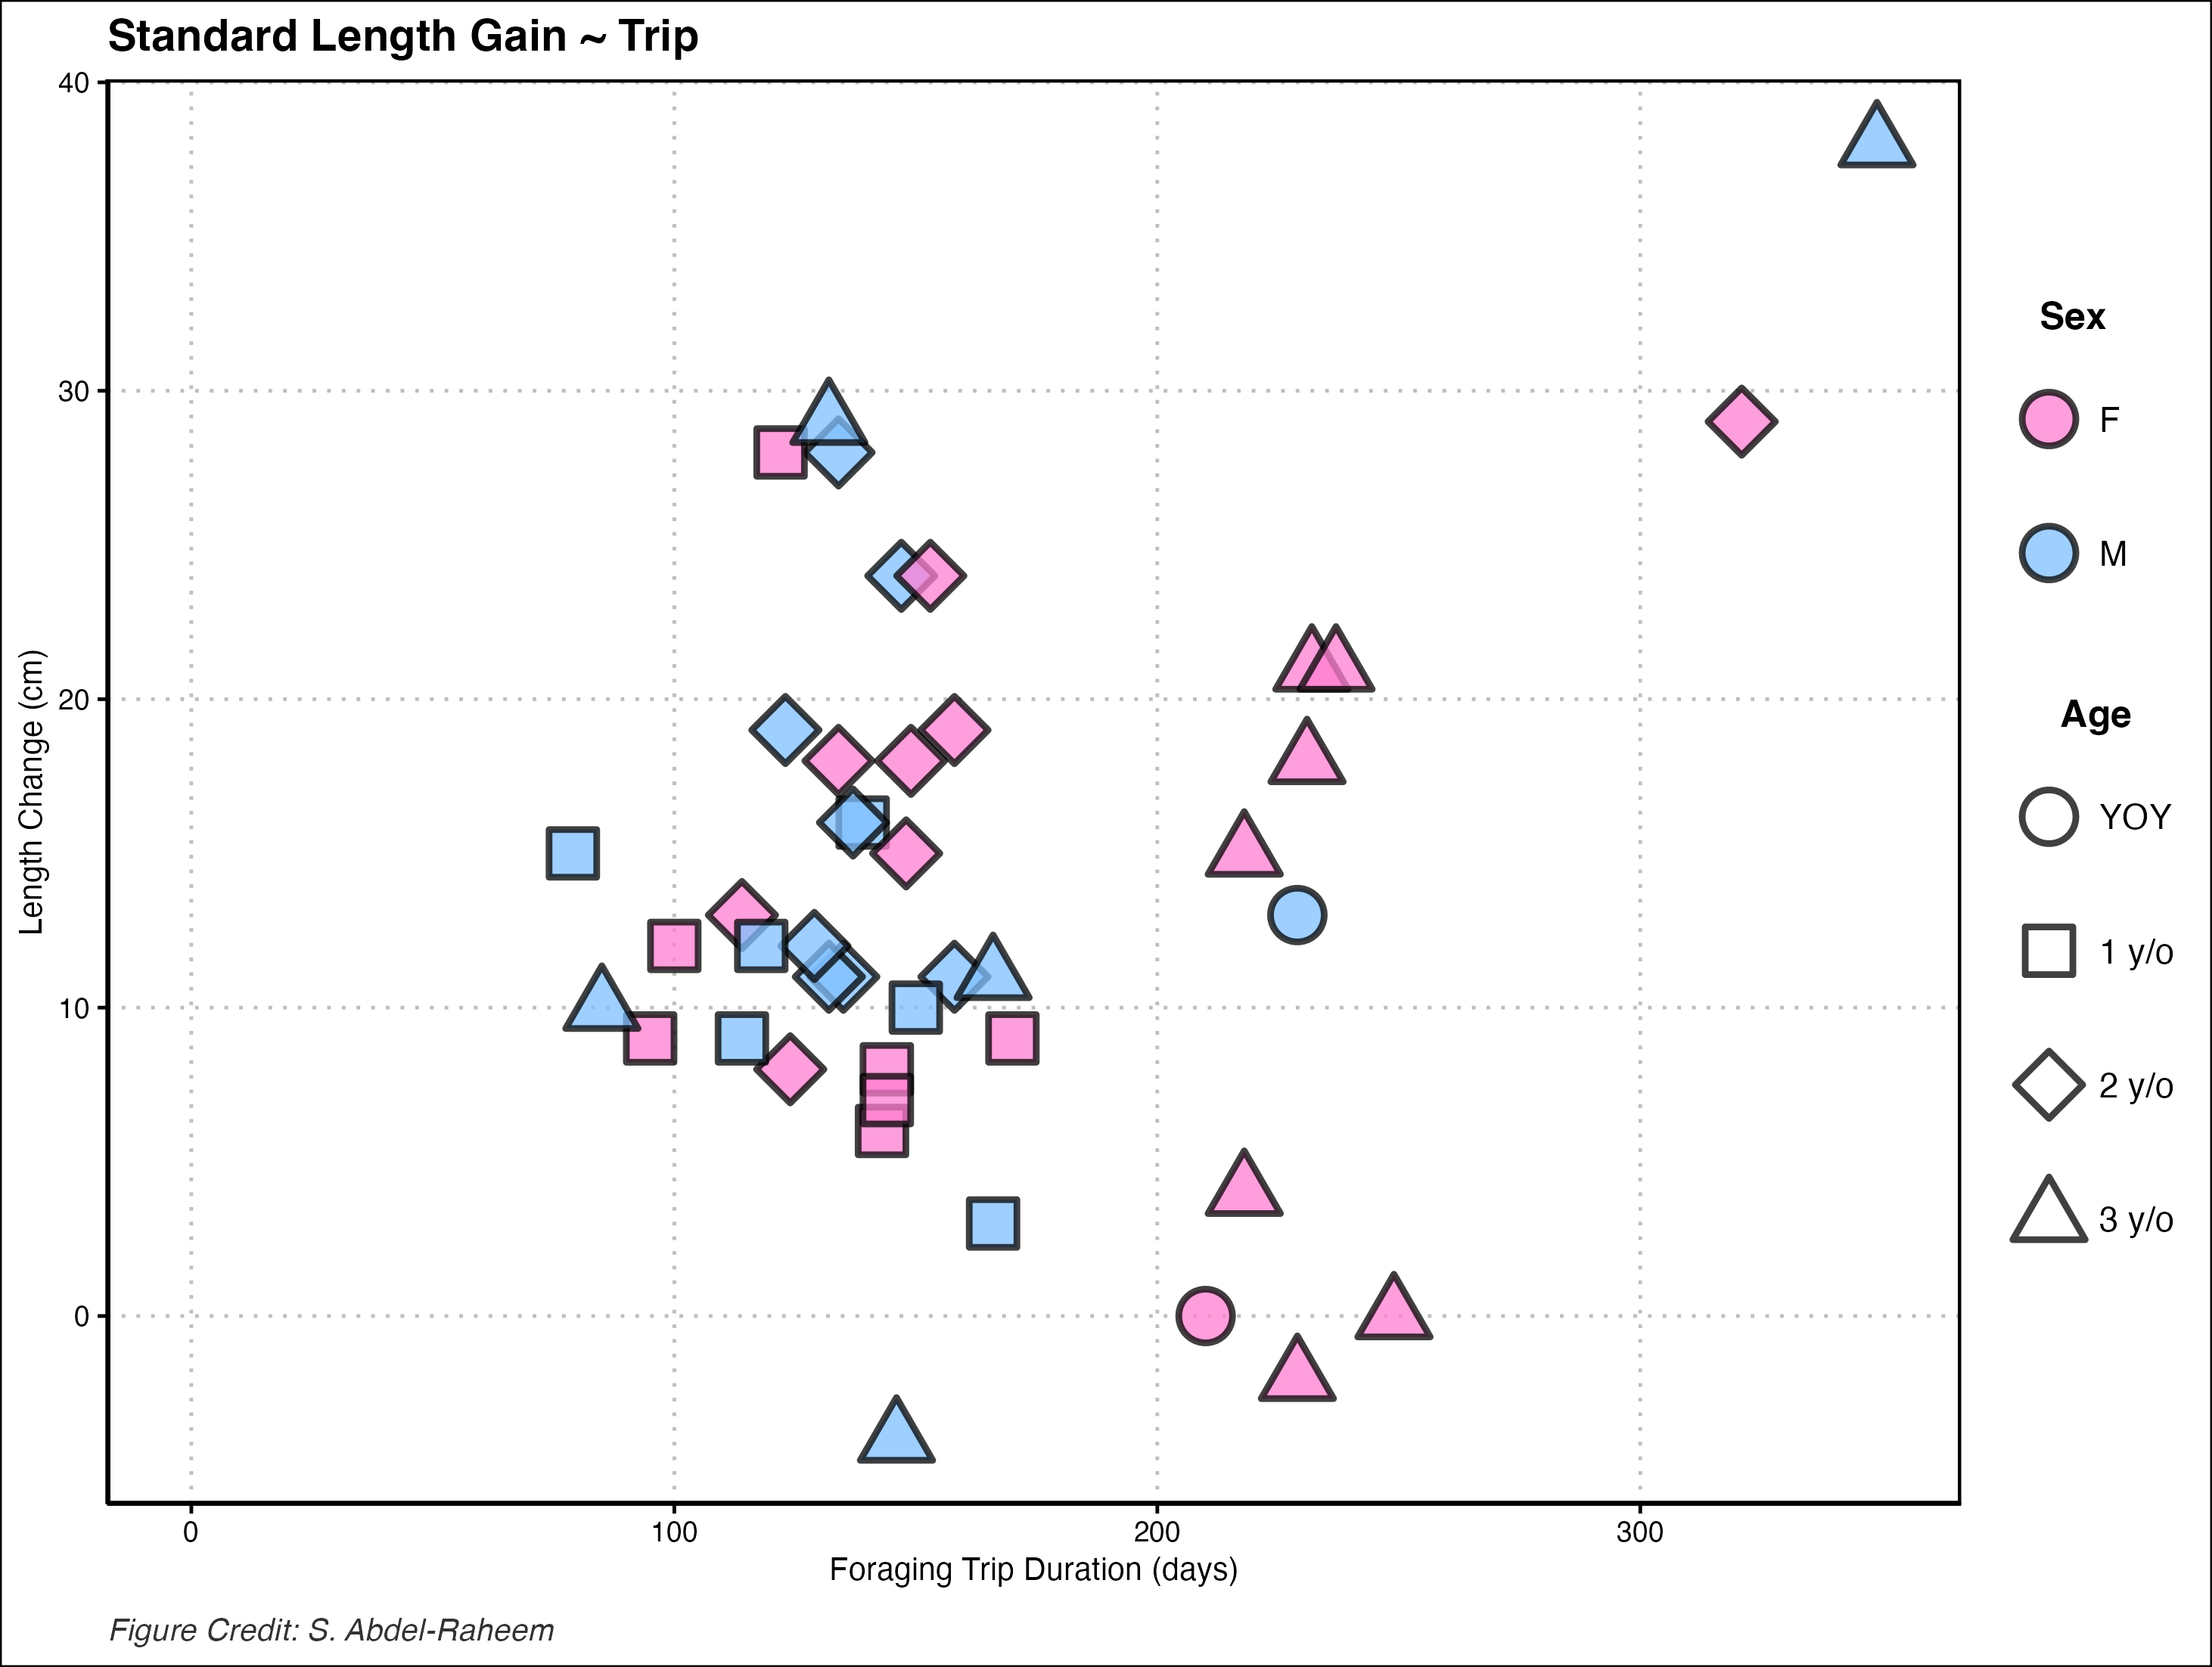 Standard Length Gain ~ Trip
40
30
20
10
0
Length Change (cm)
0 100 200 300
Foraging Trip Duration (days)
Sex
F
M
Age
YOY
1 y/o
2 y/o
3 y/o
Figure Credit: S. Abdel-Raheem